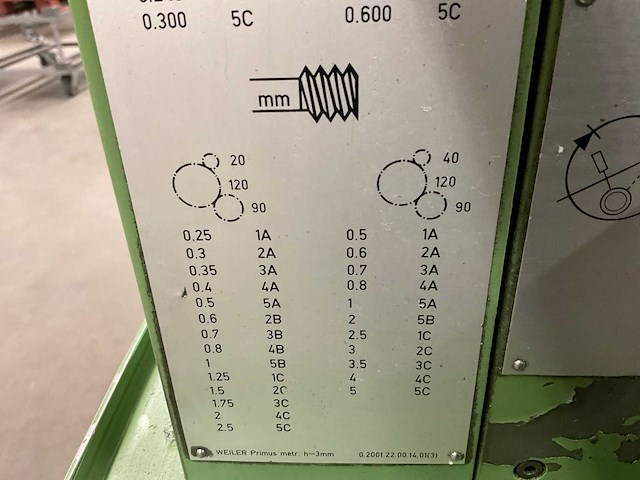 0.300 5C 0.600 5C
mm
20 40
120 120
90 90
0.25 1A 0.5 1A
0.3 2A 0.6 2A
0.35 3A 0.7 3A
0.4 4A 0.8 4A
0.5 5A 1 5A
0.6 2B 2 5B
0.7 3B 2.5 1C
0.8 4B 3 2C
1 5B 3.5 3C
1.25 1C 4 4C
1.5 2C 5 5C
1.75 3C
2 4C
2.5 5C
WEILER Primus metr. h=3mm 0.2001.22.00.14.01(3)